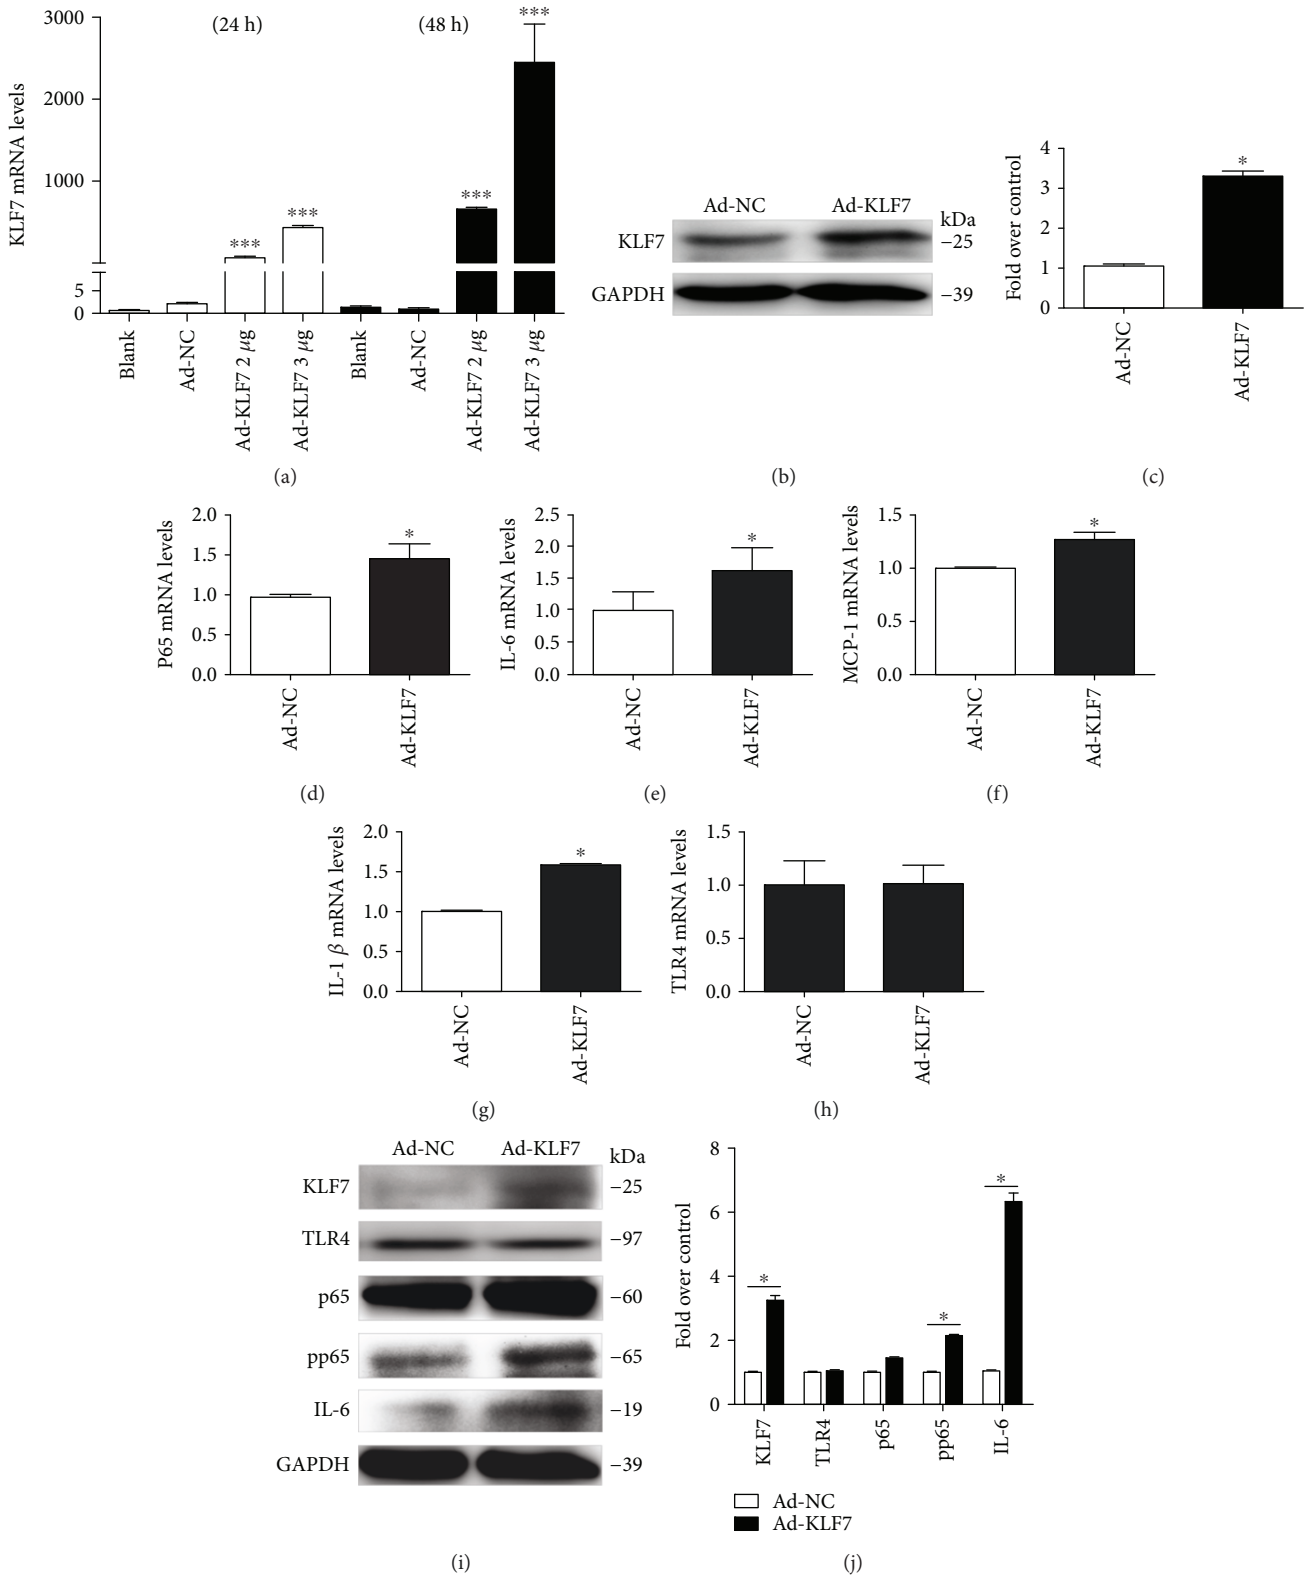 (24 h)
(48 h)
KLF7 mRNA levels
3000
2000
1000
5
0
***
***
***
***
Blank
Ad-NC
Ad-KLF7 2 μg
Ad-KLF7 3 μg
Blank
Ad-NC
Ad-KLF7 2 μg
Ad-KLF7 3 μg
(a)
Ad-NC
Ad-KLF7
kDa
KLF7
–25
GAPDH
–39
(b)
Fold over control
4
3
2
1
0
*
Ad-NC
Ad-KLF7
(c)
P65 mRNA levels
2.0
1.5
1.0
0.5
0.0
*
Ad-NC
Ad-KLF7
(d)
IL-6 mRNA levels
2.5
2.0
1.5
1.0
0.5
0.0
*
Ad-NC
Ad-KLF7
(e)
MCP-1 mRNA levels
1.5
1.0
0.5
0.0
*
Ad-NC
Ad-KLF7
(f)
IL-1 β mRNA levels
2.0
1.5
1.0
0.5
0.0
*
Ad-NC
Ad-KLF7
(g)
TLR4 mRNA levels
1.5
1.0
0.5
0.0
Ad-NC
Ad-KLF7
(h)
Ad-NC
Ad-KLF7
kDa
KLF7
–25
TLR4
–97
p65
–60
pp65
–65
IL-6
–19
GAPDH
–39
(i)
Fold over control
8
6
4
2
0
*
*
*
KLF7
TLR4
p65
pp65
IL-6
Ad-NC
Ad-KLF7
(j)